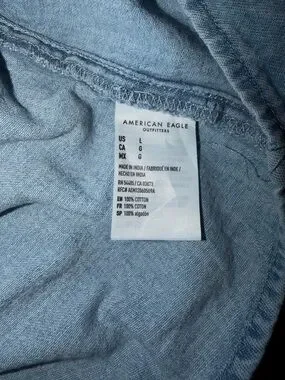 AMERICAN EAGLE
OUTFITTERS
US L
CA G
MX G
MADE IN INDIA / FABRIQUÉ EN INDE /
HECHO EN INDIA
EN 100% COTTON
FR 100% COTON
SP 100% algodón